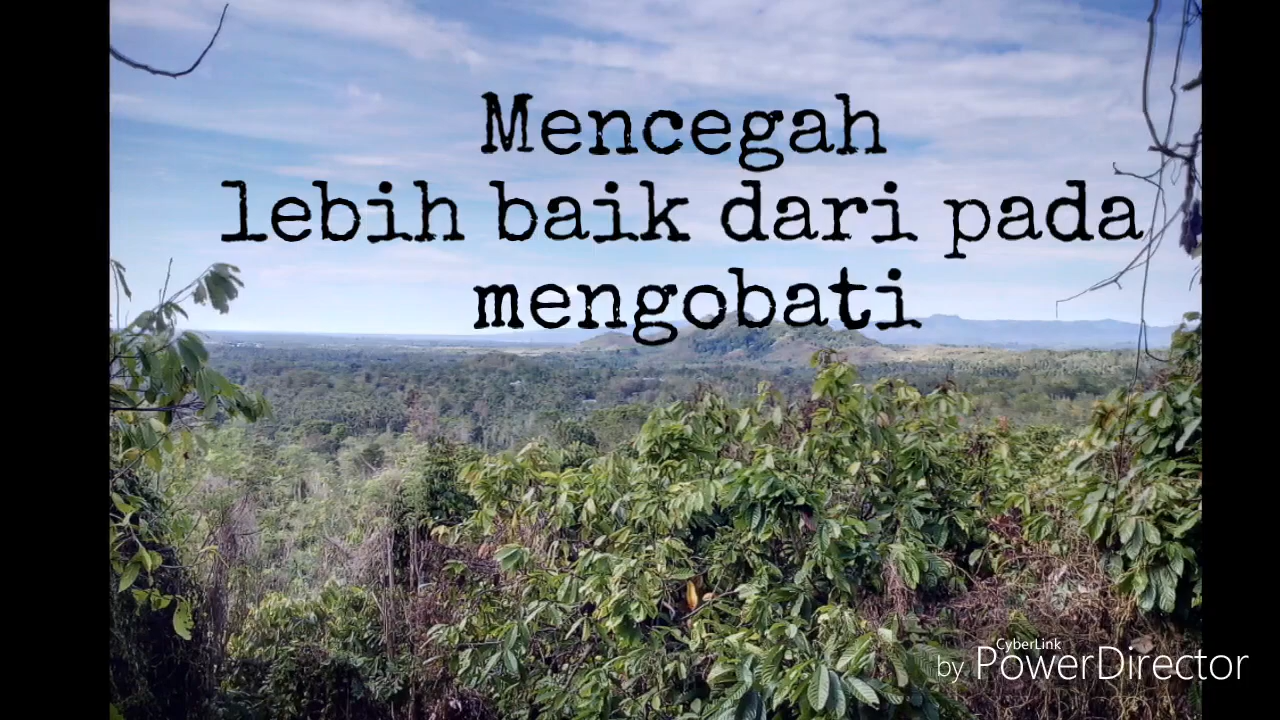 Mencegah
lebih baik dari pada
mengobati
CyberLink
by PowerDirector